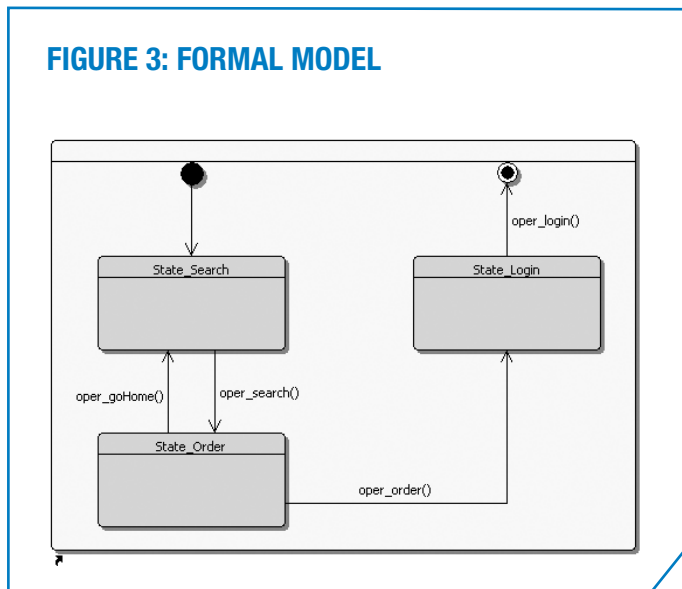 FIGURE 3: FORMAL MODEL
oper_login()
State_Search
State_Login
oper_goHome()
oper_search()
State_Order
oper_order()